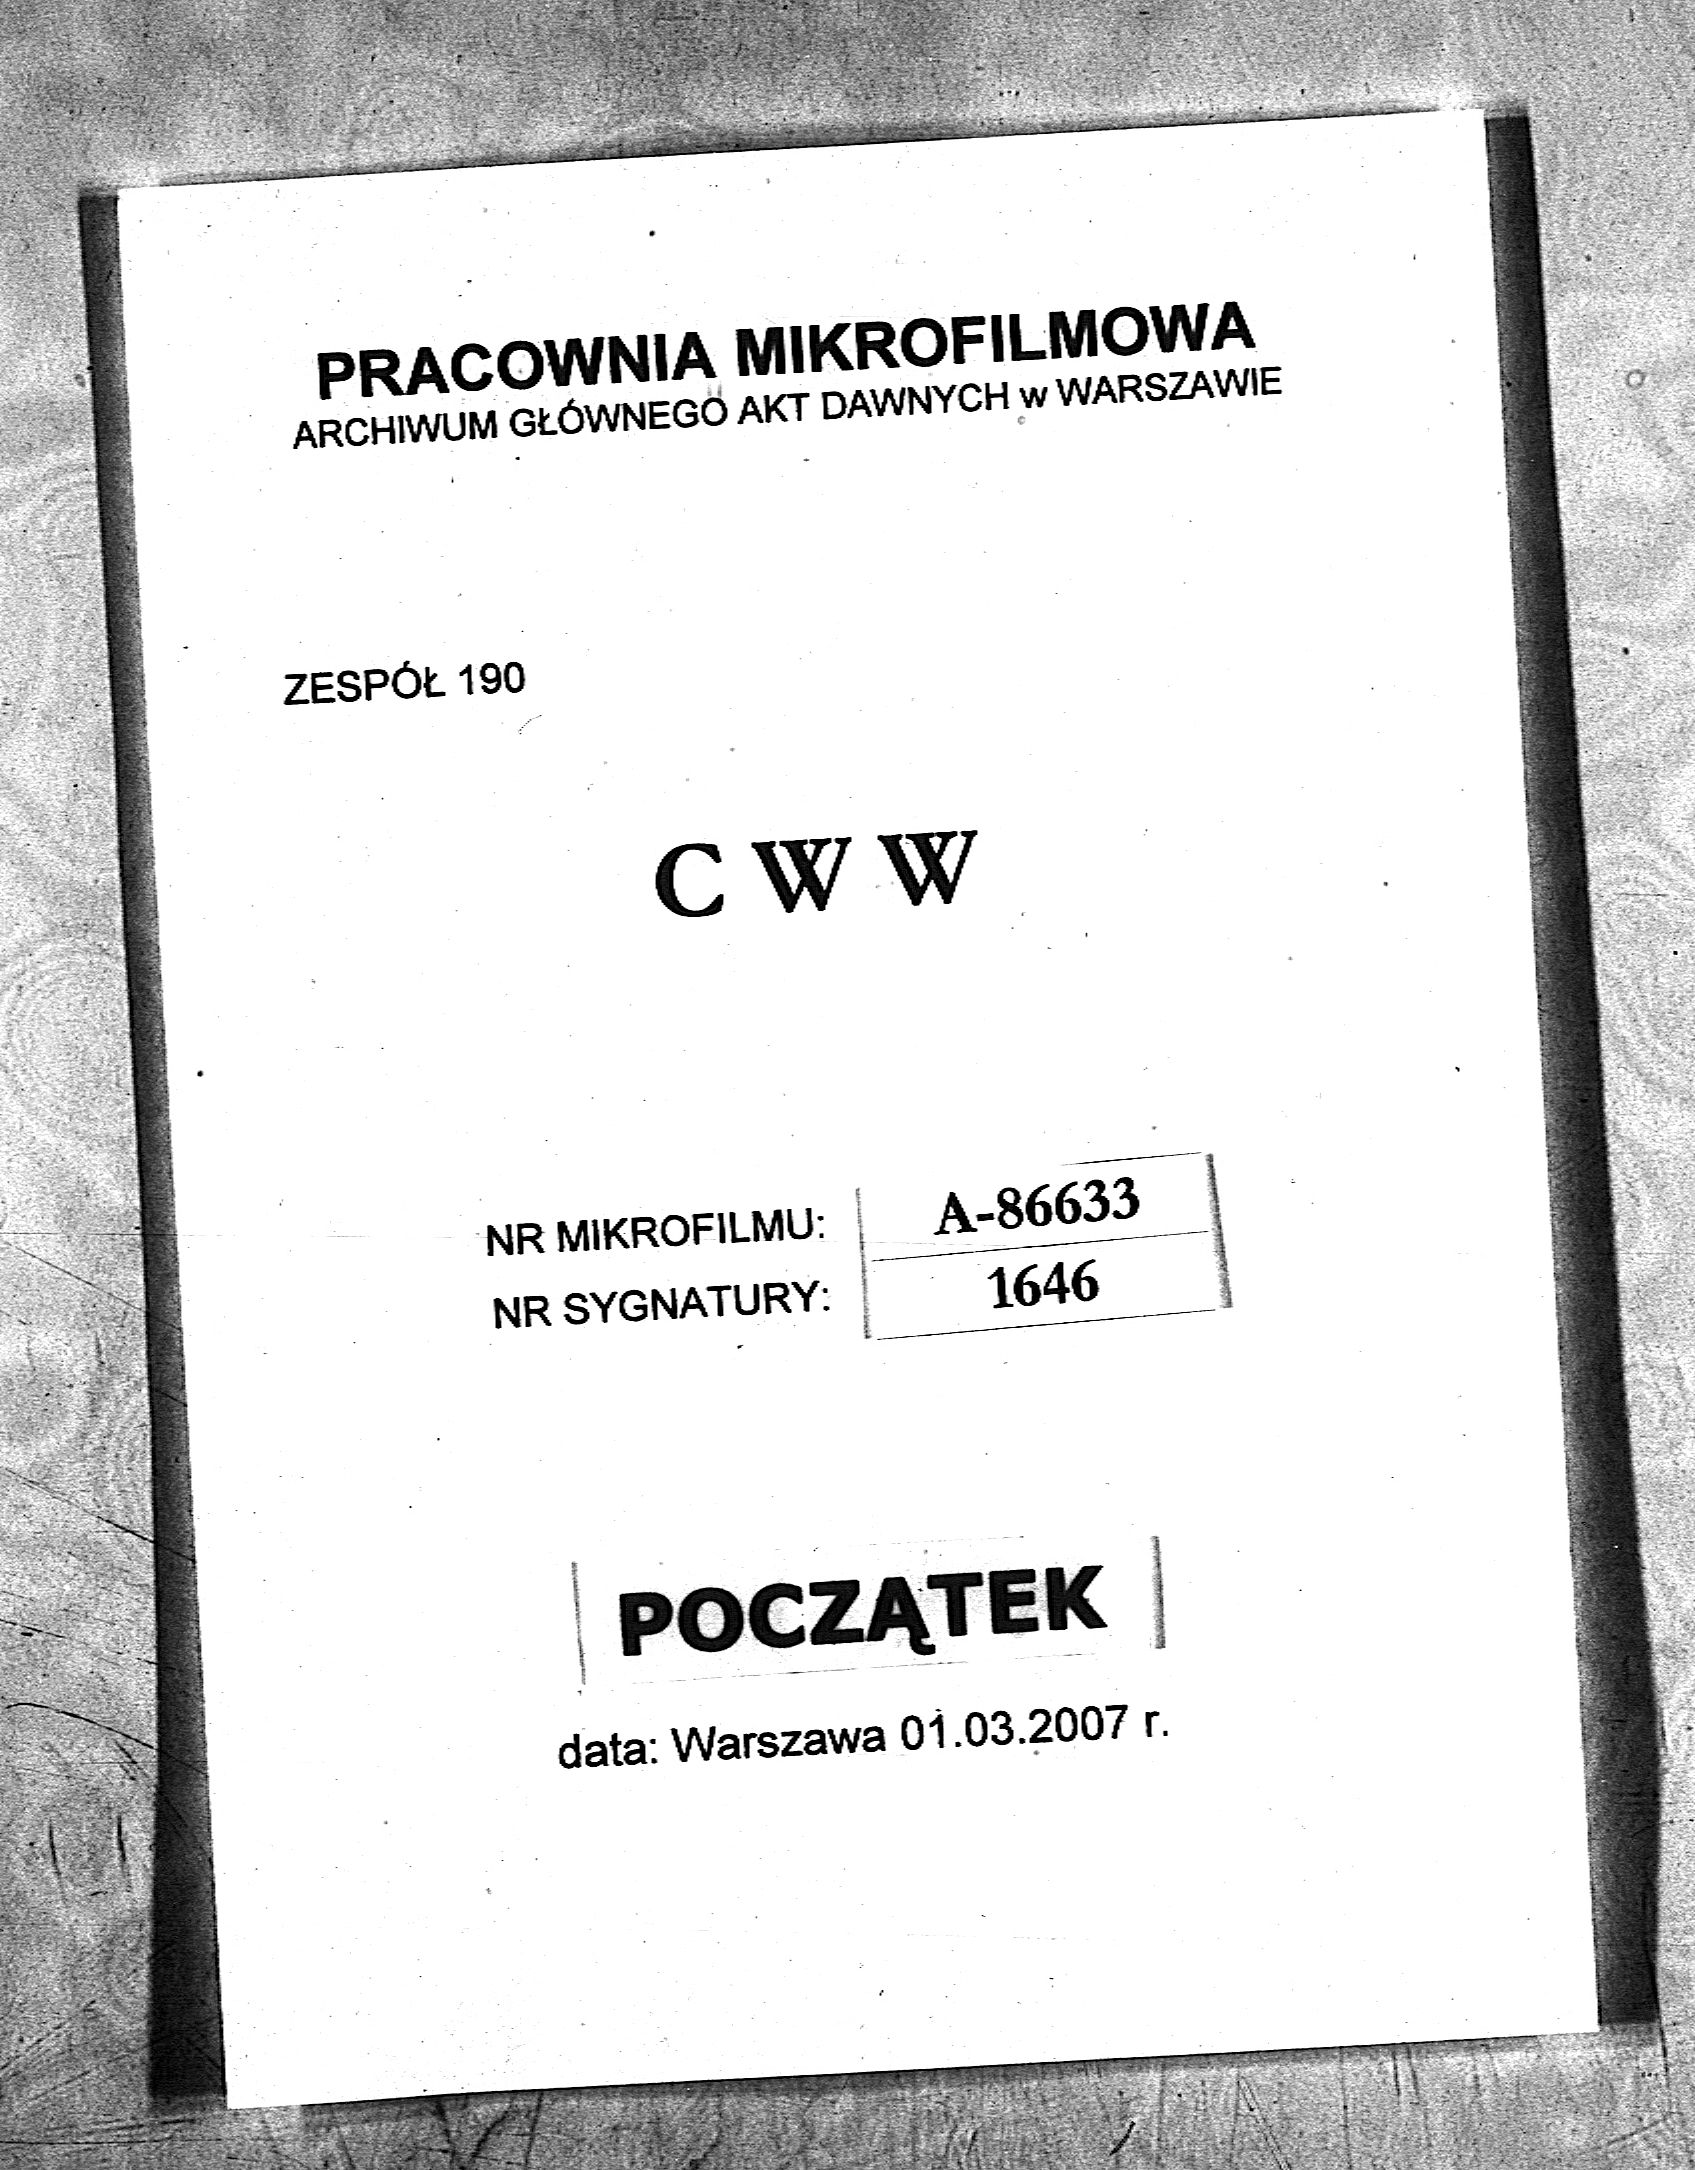 PRACOWNIA MIKROFILMOWA
ARCHIWUM GŁÓWNEGO AKT DAWNYCH w WARSZAWIE
ZESPÓŁ 190
C W W
NR MIKROFILMU: A-86633
NR SYGNATURY: 1646
POCZĄTEK
data: Warszawa 01.03.2007 r.